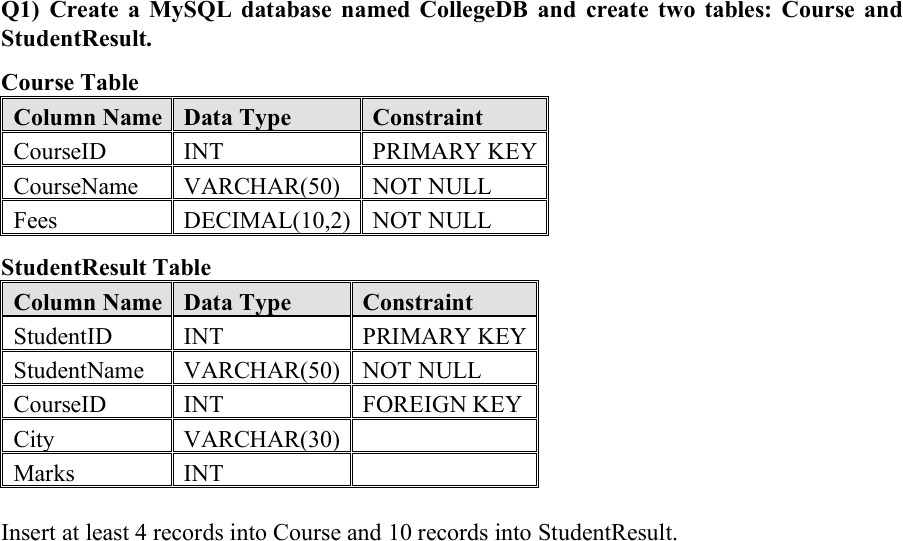 Q1) Create a MySQL database named CollegeDB and create two tables: Course and
StudentResult.
Course Table
Column Name Data Type Constraint
CourseID INT PRIMARY KEY
CourseName VARCHAR(50) NOT NULL
Fees DECIMAL(10,2) NOT NULL
StudentResult Table
Column Name Data Type Constraint
StudentID INT PRIMARY KEY
StudentName VARCHAR(50) NOT NULL
CourseID INT FOREIGN KEY
City VARCHAR(30)
Marks INT
Insert at least 4 records into Course and 10 records into StudentResult.